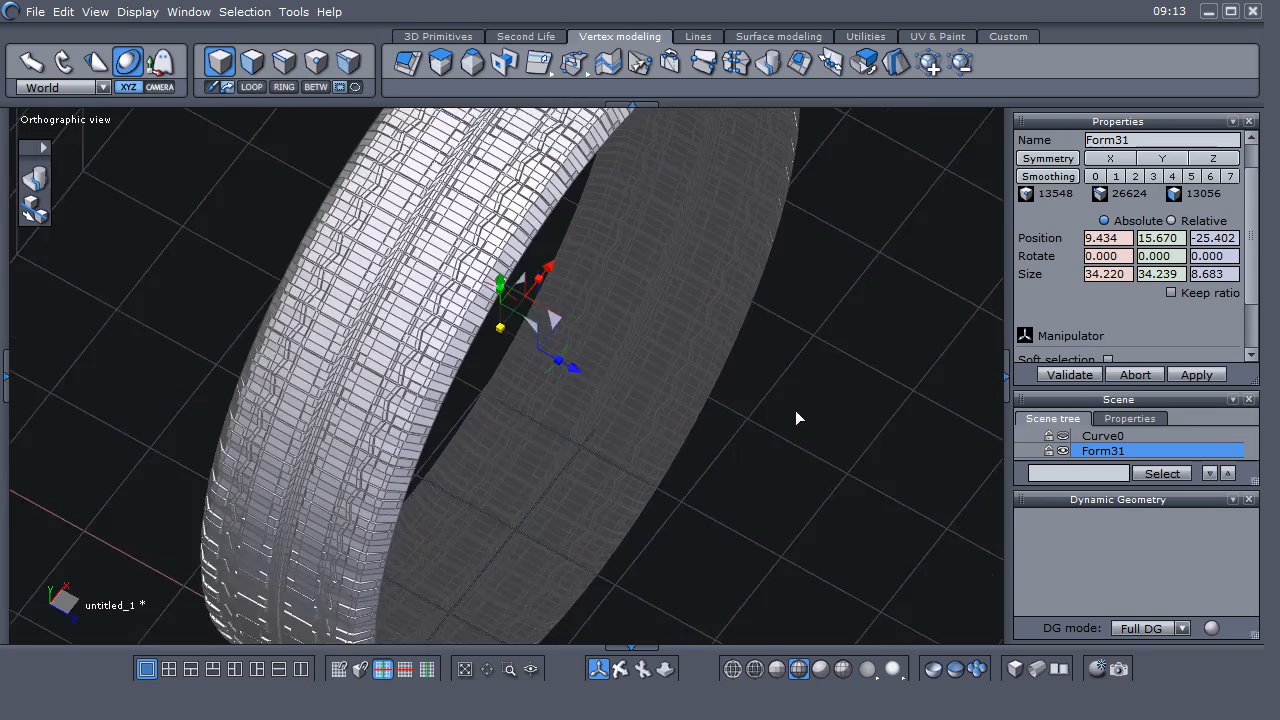 File Edit View Display Window Selection Tools Help 09:13
3D Primitives Second Life Vertex modeling Lines Surface modeling Utilities UV & Paint Custom
World XYZ CAMERA LOOP RING BETW
Orthographic view
Properties
Name Form31
Symmetry X Y Z
Smoothing 0 1 2 3 4 5 6 7
13548 26624 13056
Absolute Relative
Position 9.434 15.670 -25.402
Rotate 0.000 0.000 0.000
Size 34.220 34.239 8.683
Keep ratio
Manipulator
Soft selection
Validate Abort Apply
Scene
Scene tree Properties
Curve0
Form31
Select
Dynamic Geometry
DG mode: Full DG
Y X Z
untitled_1 *